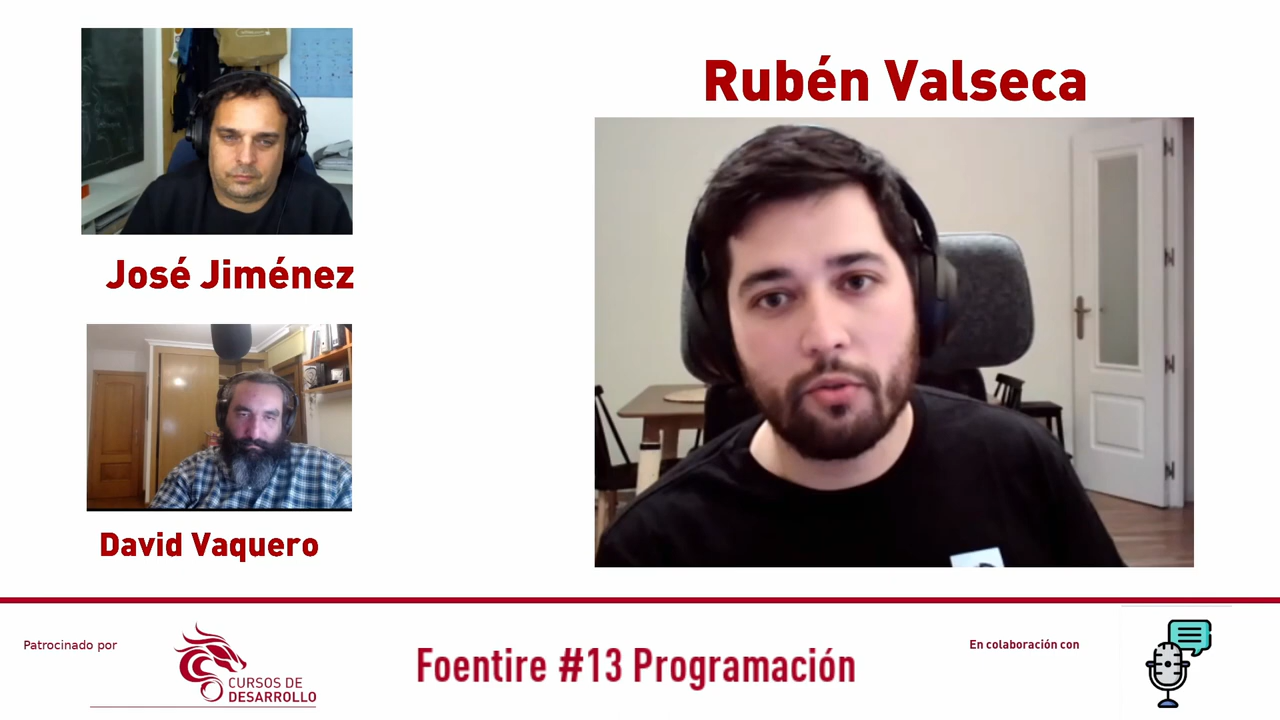 Rubén Valseca
José Jiménez
David Vaquero
Patrocinado por
CURSOS DE
DESARROLLO
Foentire #13 Programación
En colaboración con